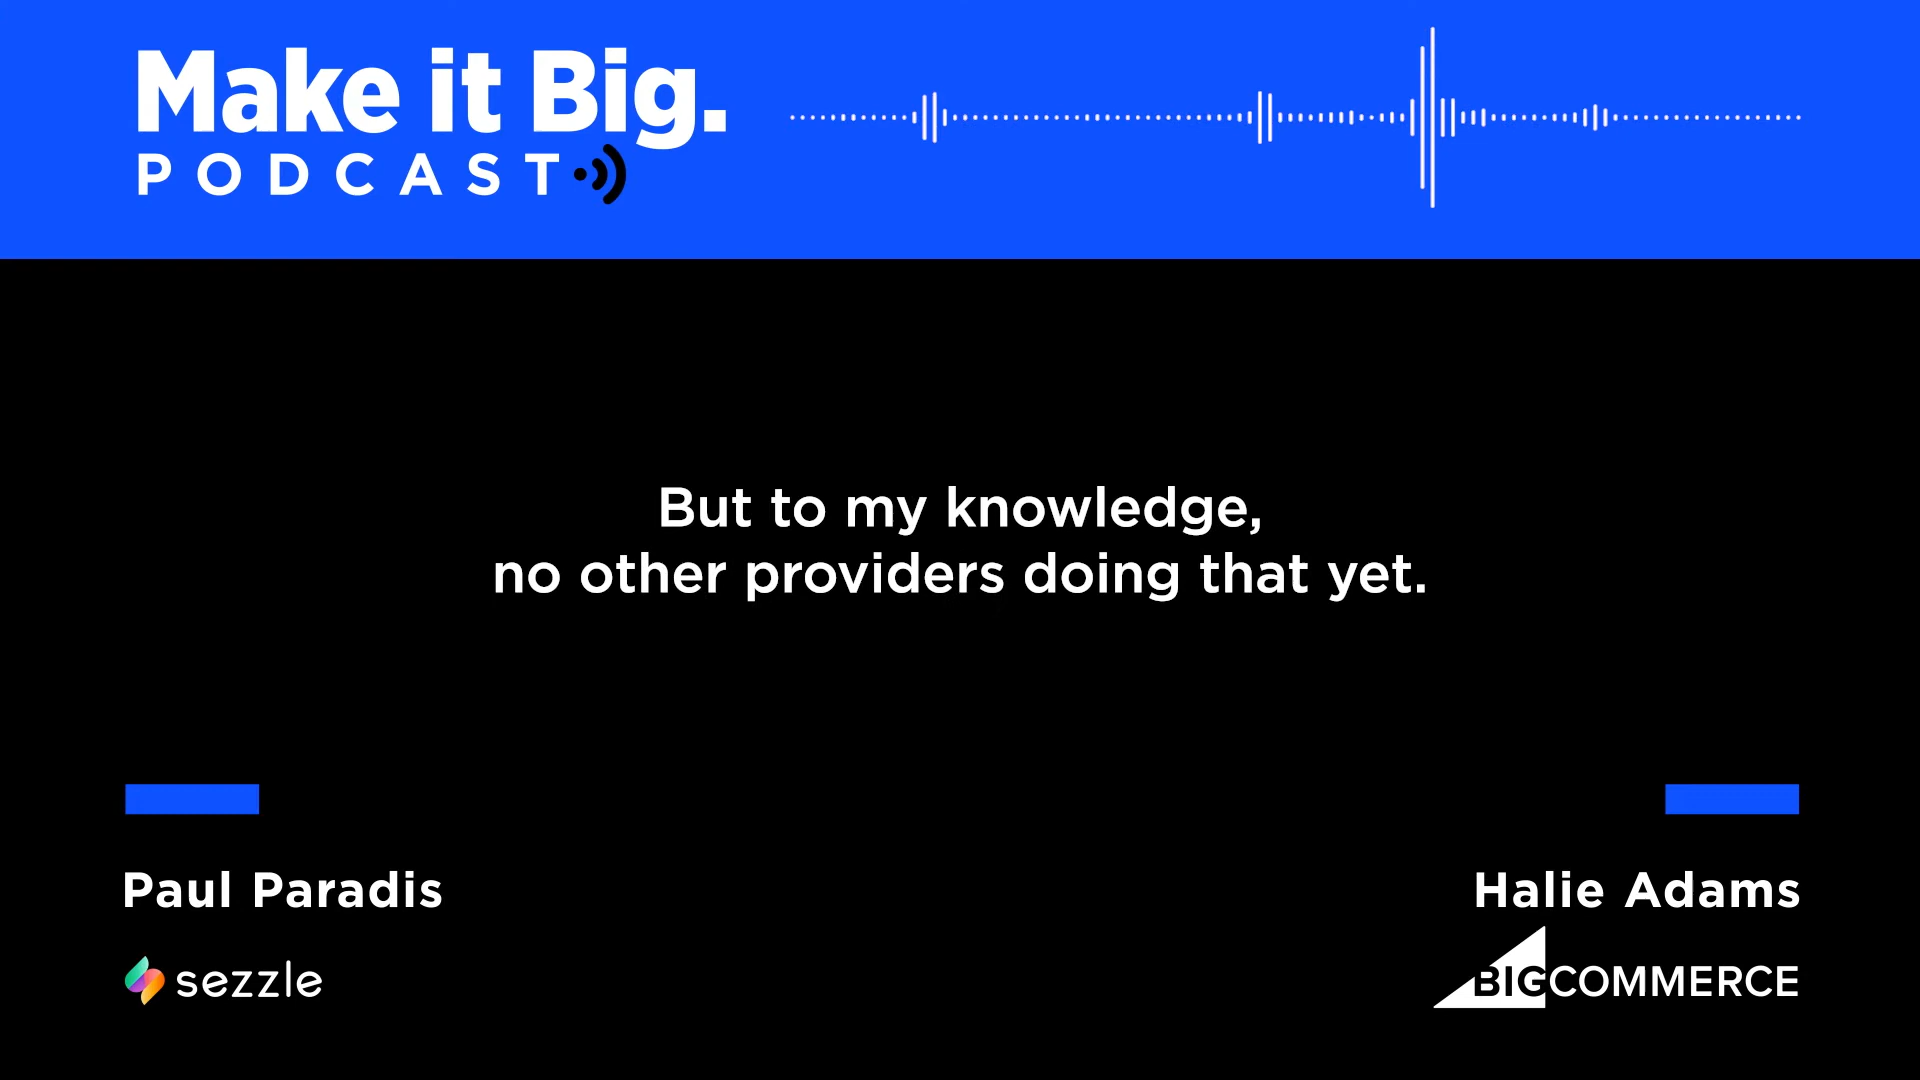 Make it Big.
PODCAST
But to my knowledge,
no other providers doing that yet.
Paul Paradis
sezzle
Halie Adams
BIGCOMMERCE